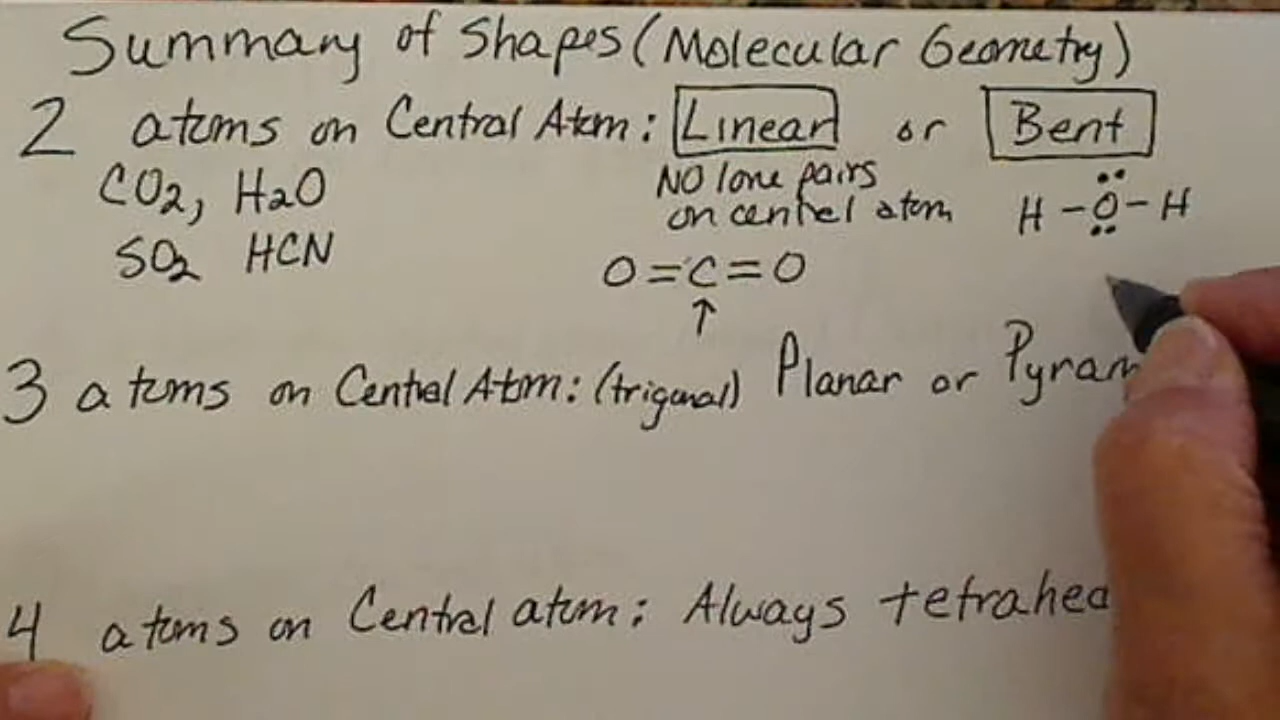 Summary of Shapes (Molecular Geometry)
2 atoms on Central Atom: Linear or Bent
CO2, H2O
NO lone pairs
on central atom
H-O-H
SO2 HCN
O=C=O
3 atoms on Central Atom: (trigonal) Planar or Pyram
4 atoms on Central atom: Always tetrahed